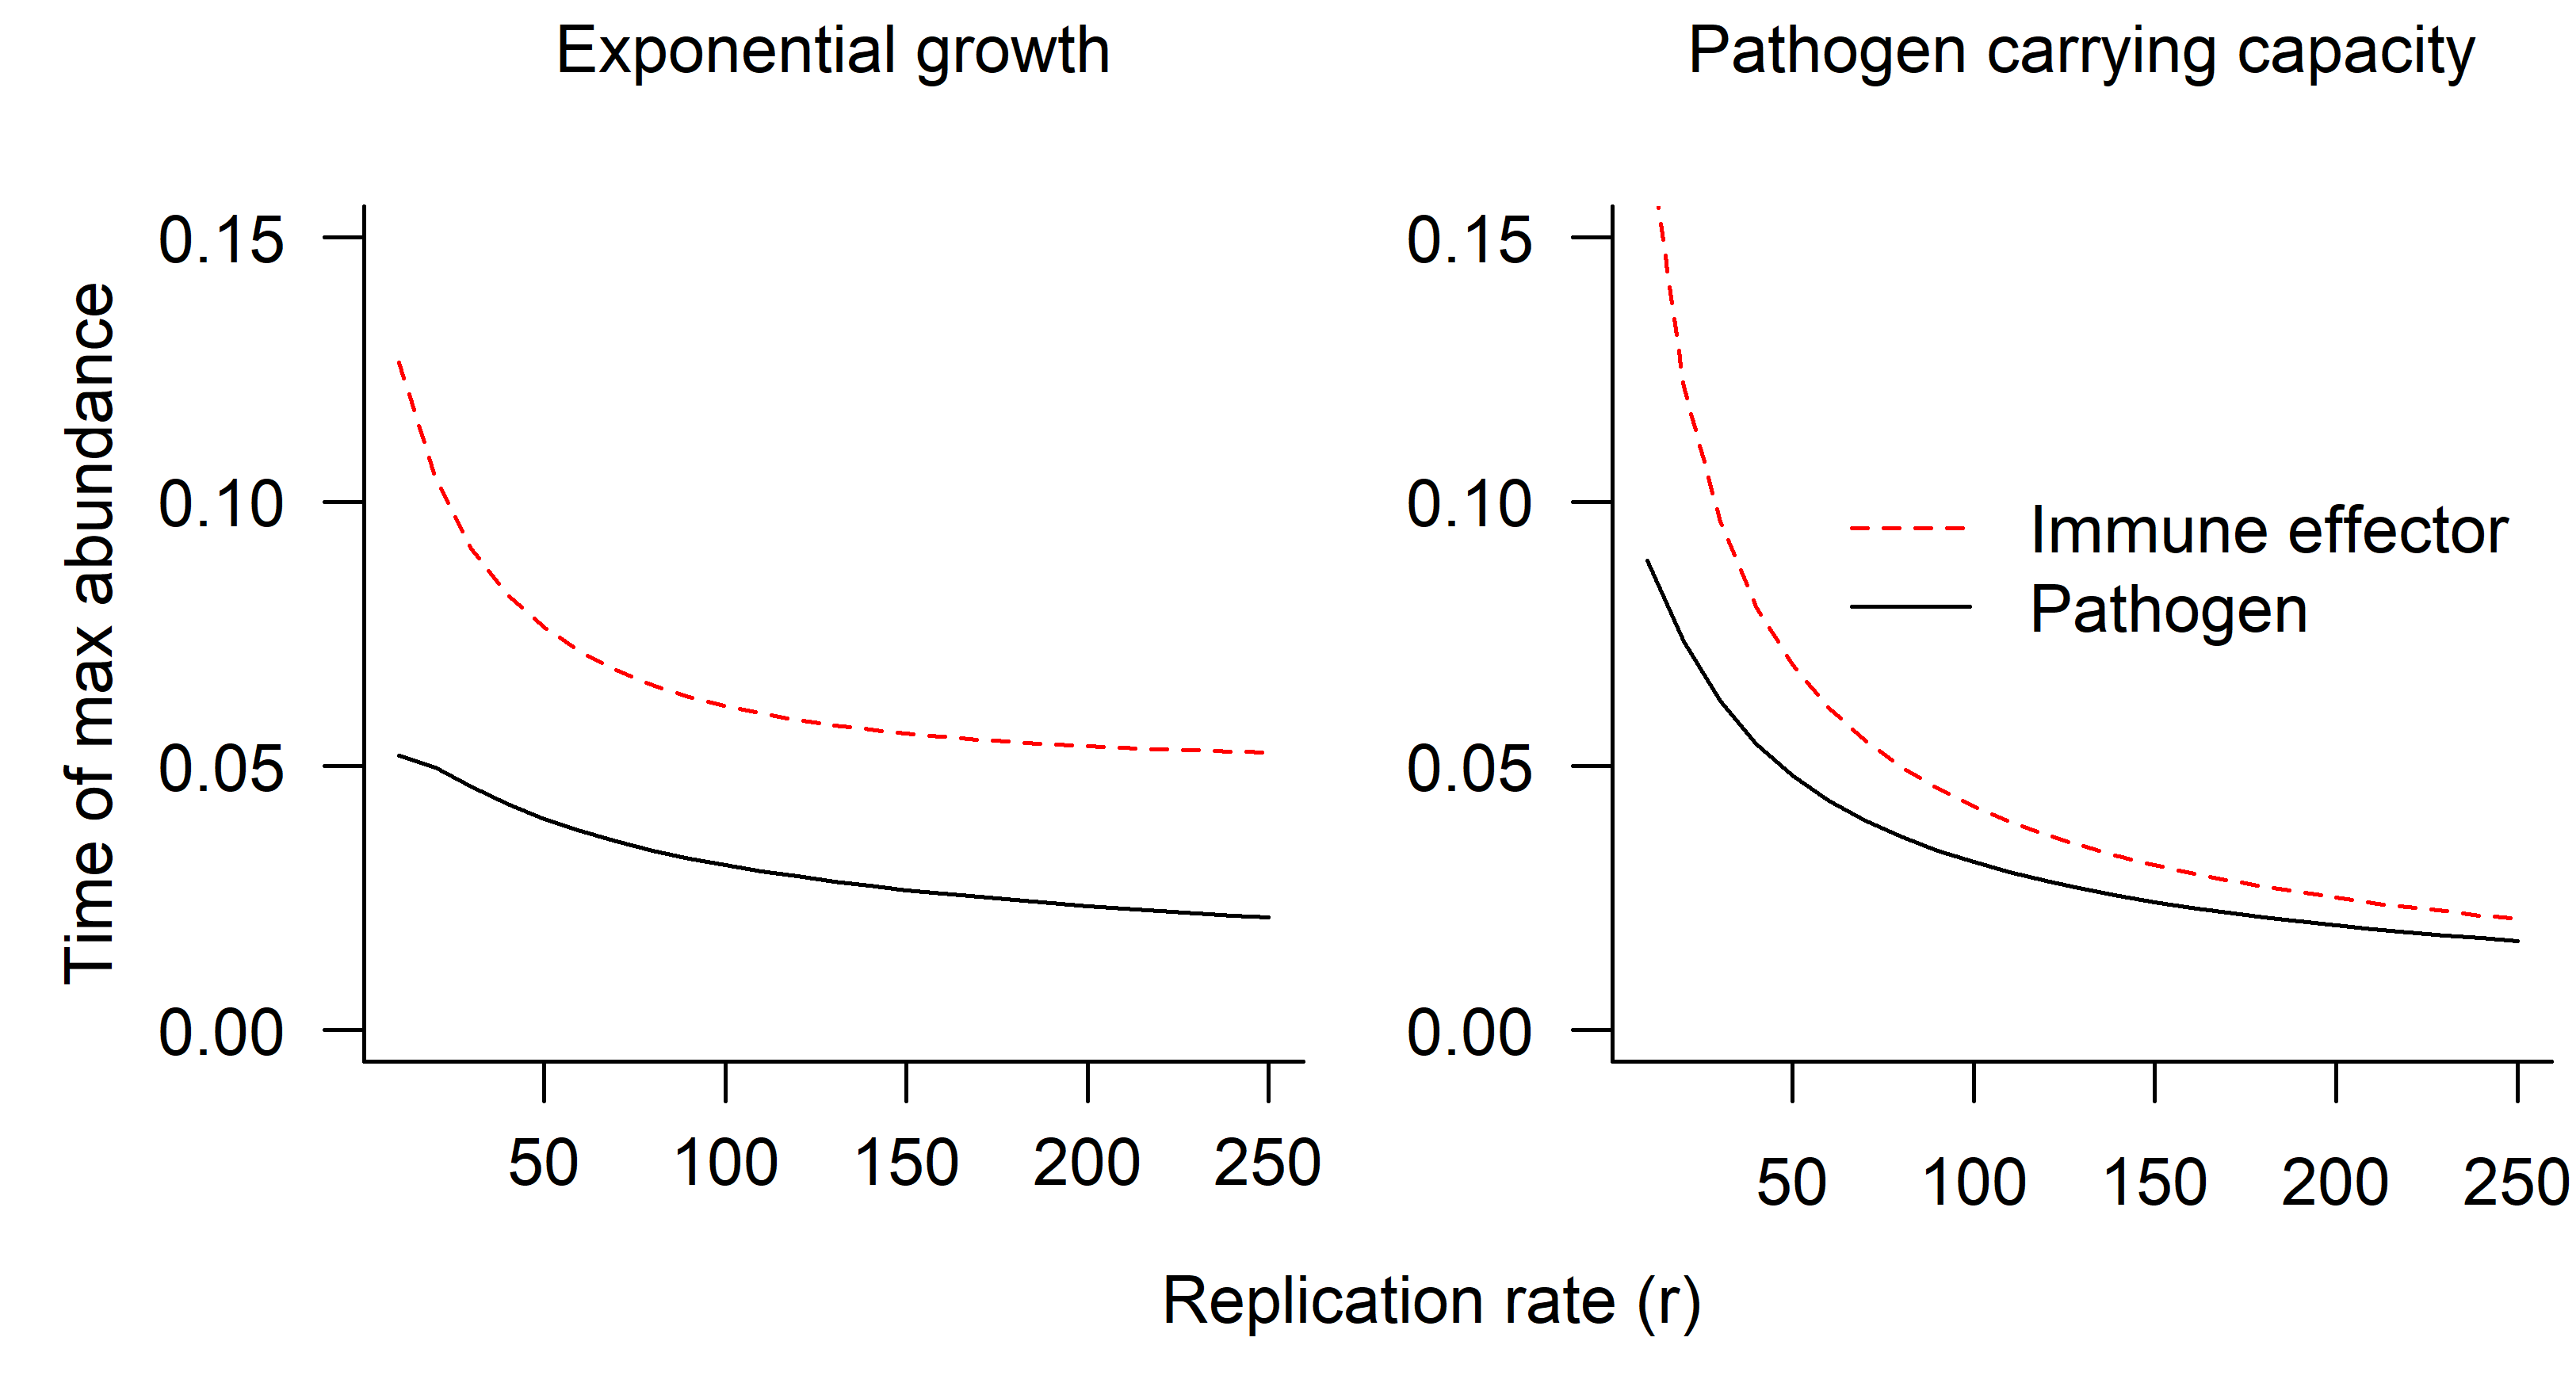 Exponential growth
Pathogen carrying capacity
Time of max abundance
0.15
0.10
0.05
0.00
50 100 150 200 250
0.15
0.10
0.05
0.00
Immune effector
Pathogen
50 100 150 200 250
Replication rate (r)